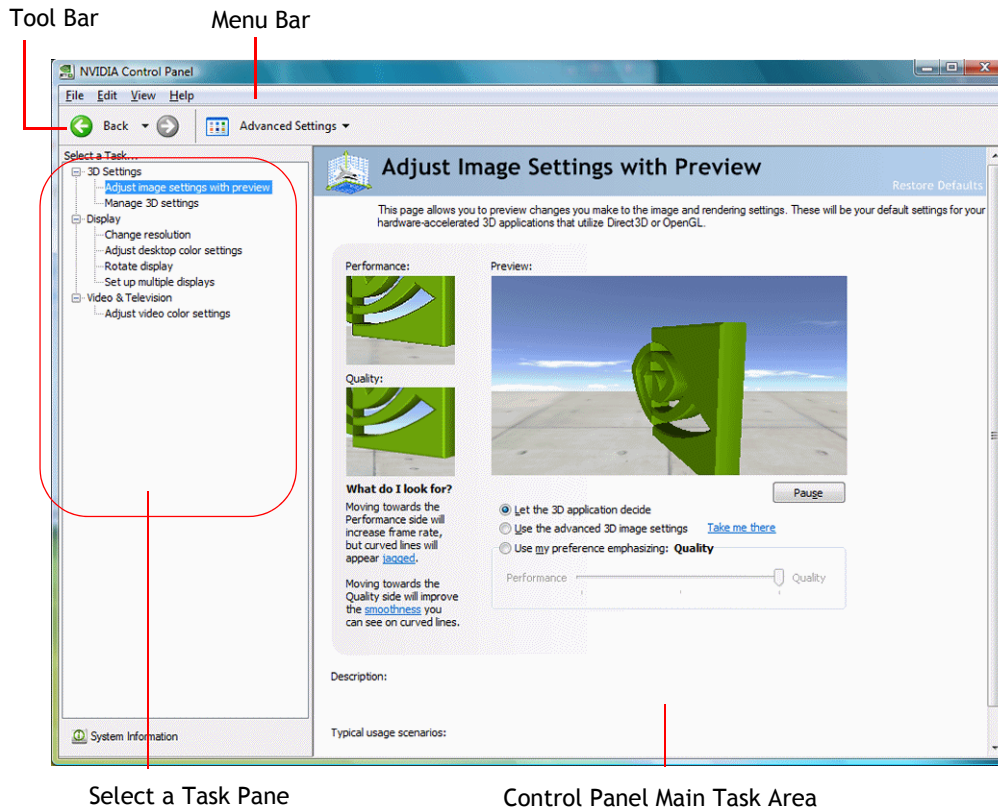 Tool Bar
Menu Bar
NVIDIA Control Panel
File Edit View Help
Back
Advanced Settings
Select a Task...
3D Settings
Adjust image settings with preview
Manage 3D settings
Display
Change resolution
Adjust desktop color settings
Rotate display
Set up multiple displays
Video & Television
Adjust video color settings
System Information
Adjust Image Settings with Preview
Restore Defaults
This page allows you to preview changes you make to the image and rendering settings. These will be your default settings for your
hardware-accelerated 3D applications that utilize Direct3D or OpenGL.
Performance:
Quality:
What do I look for?
Moving towards the
Performance side will
increase frame rate,
but curved lines will
appear jagged.
Moving towards the
Quality side will improve
the smoothness you
can see on curved lines.
Preview:
Pause
Let the 3D application decide
Use the advanced 3D image settings Take me there
Use my preference emphasizing: Quality
Performance Quality
Description:
Typical usage scenarios:
Select a Task Pane
Control Panel Main Task Area